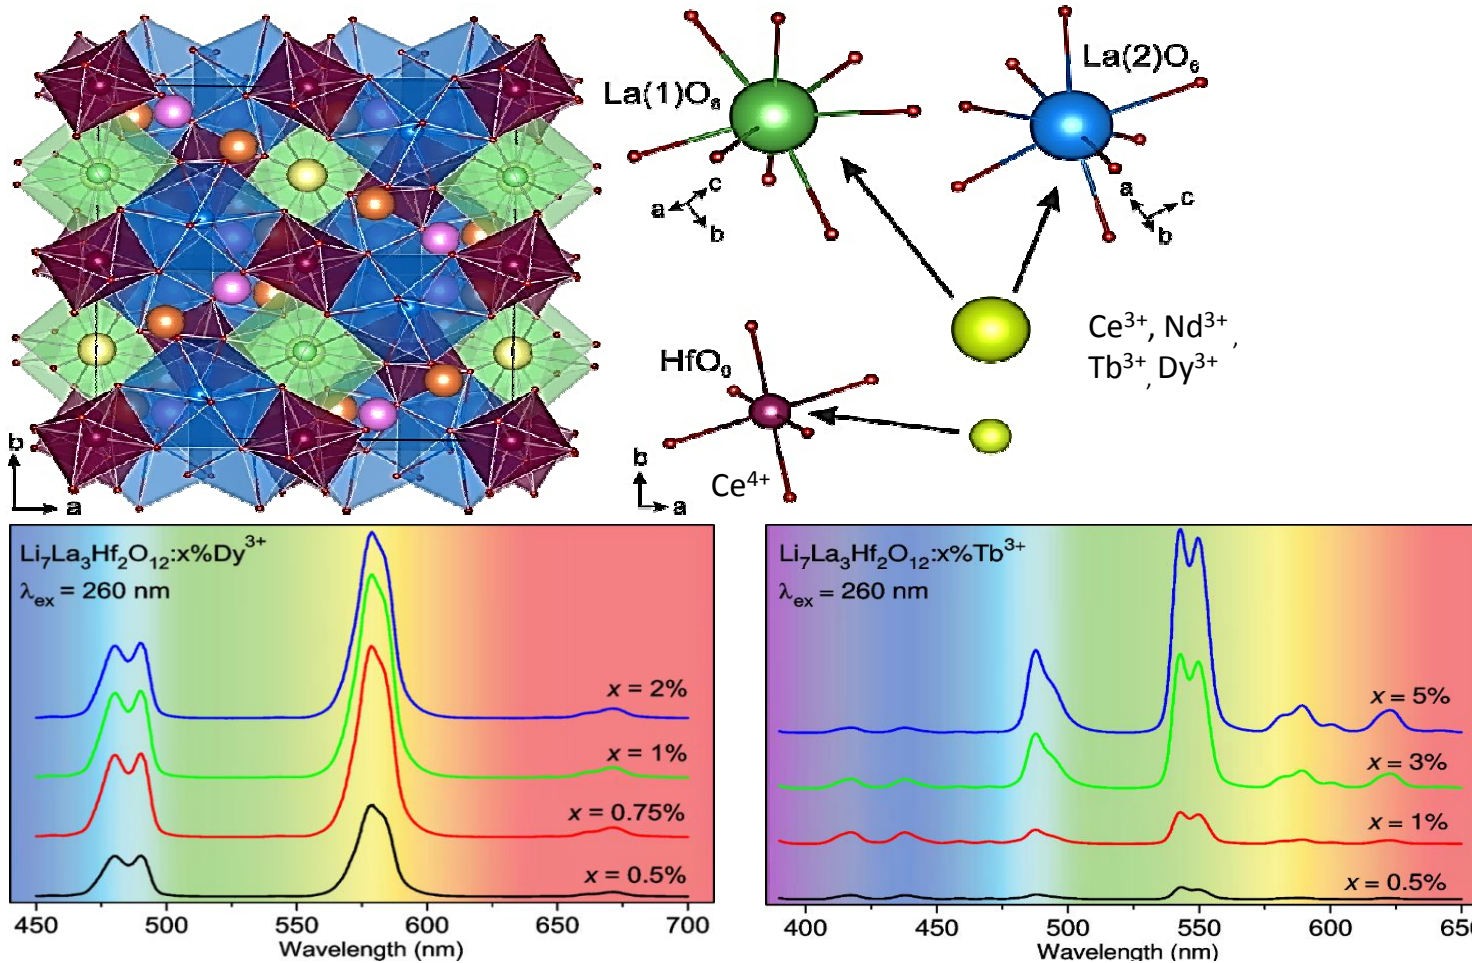 La(1)O₈
La(2)O₆
a
c
b
a
c
b
Ce³⁺, Nd³⁺,
Tb³⁺, Dy³⁺
HfO₀
Ce⁴⁺
b
a
b
a
Li₇La₃Hf₂O₁₂:x%Dy³⁺
λex = 260 nm
x = 2%
x = 1%
x = 0.75%
x = 0.5%
450 500 550 600 650 700
Wavelength (nm)
Li₇La₃Hf₂O₁₂:x%Tb³⁺
λex = 260 nm
x = 5%
x = 3%
x = 1%
x = 0.5%
400 450 500 550 600 650
Wavelength (nm)